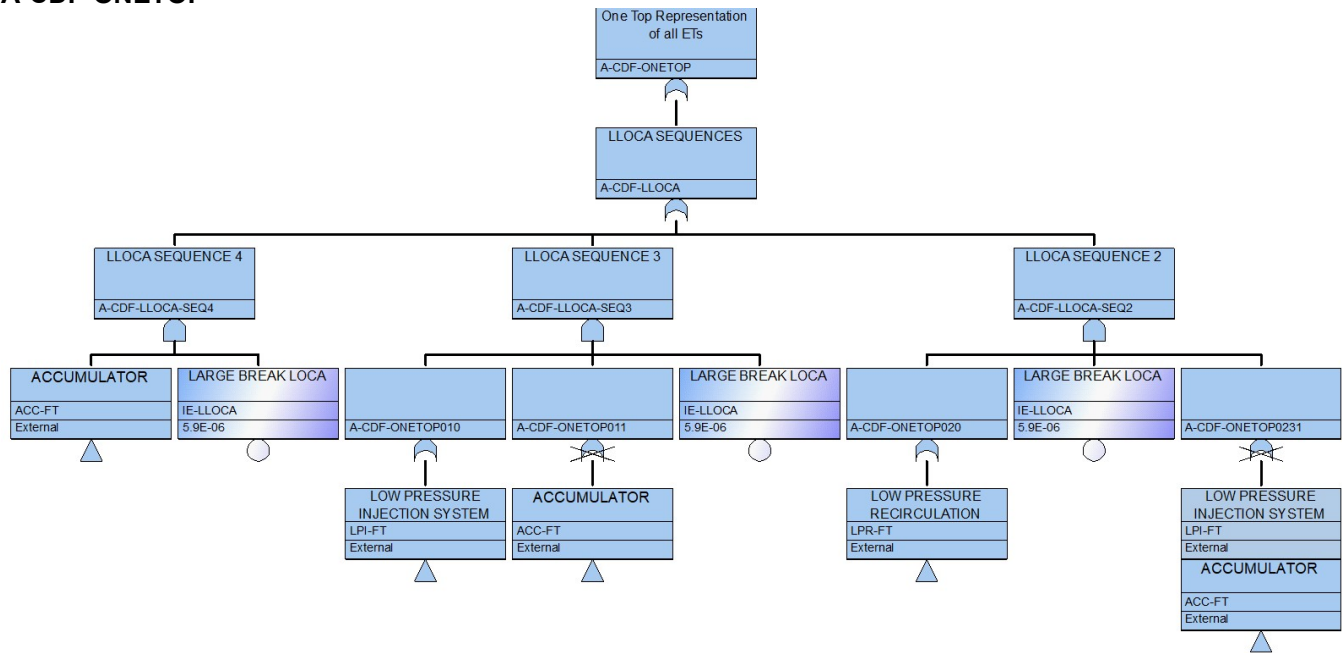 One Top Representation
of all ETs
A-CDF-ONETOP
LLOCA SEQUENCES
A-CDF-LLOCA
LLOCA SEQUENCE 4
A-CDF-LLOCA-SEQ4
LLOCA SEQUENCE 3
A-CDF-LLOCA-SEQ3
LLOCA SEQUENCE 2
A-CDF-LLOCA-SEQ2
ACCUMULATOR
ACC-FT
External
LARGE BREAK LOCA
IE-LLOCA
5.9E-06
A-CDF-ONETOP010
A-CDF-ONETOP011
LARGE BREAK LOCA
IE-LLOCA
5.9E-06
A-CDF-ONETOP020
LARGE BREAK LOCA
IE-LLOCA
5.9E-06
A-CDF-ONETOP0231
LOW PRESSURE
INJECTION SYSTEM
LPI-FT
External
ACCUMULATOR
ACC-FT
External
LOW PRESSURE
RECIRCULATION
LPR-FT
External
LOW PRESSURE
INJECTION SYSTEM
LPI-FT
External
ACCUMULATOR
ACC-FT
External